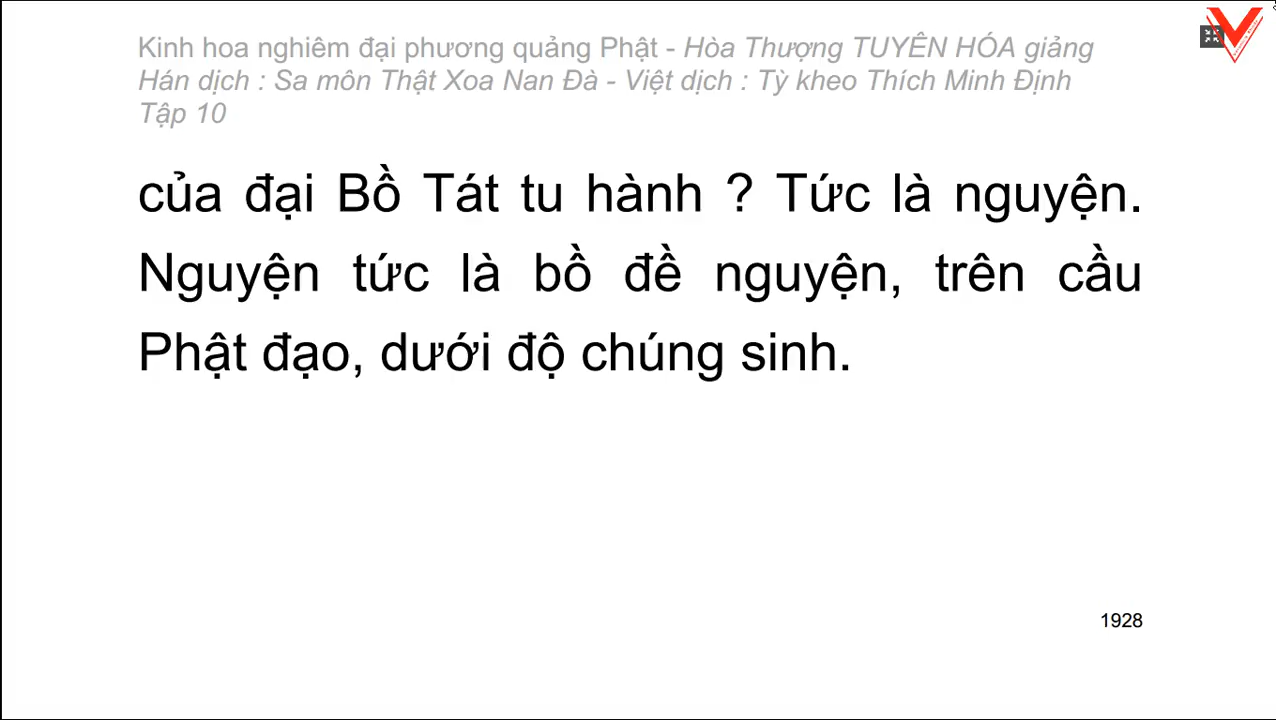 Kinh hoa nghiêm đại phương quảng Phật - Hòa Thượng TUYÊN HÓA giảng
Hán dịch : Sa môn Thật Xoa Nan Đà - Việt dịch : Tỳ kheo Thích Minh Định
Tập 10
của đại Bồ Tát tu hành ? Tức là nguyện.
Nguyện tức là bồ đề nguyện, trên cầu
Phật đạo, dưới độ chúng sinh.
1928